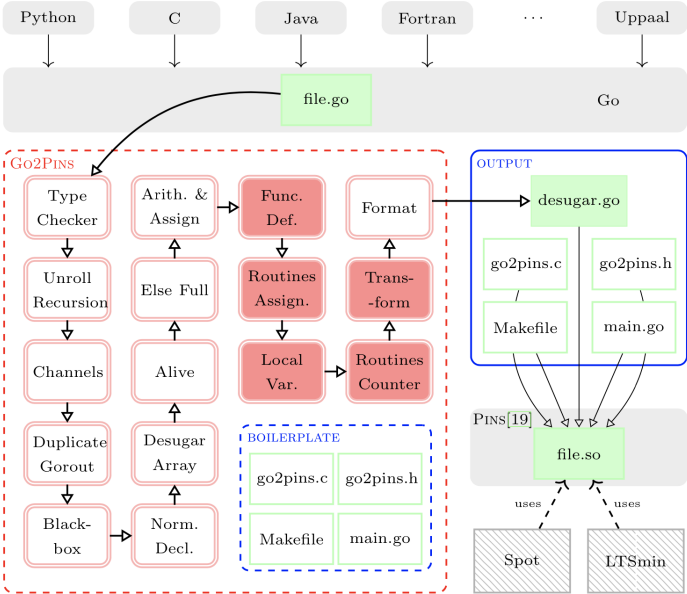 Python
C
Java
Fortran
...
Uppaal
file.go
Go
Go2Pins
Type
Checker
Unroll
Recursion
Channels
Duplicate
Gorout
Black-
box
Arith. &
Assign
Else Full
Alive
Desugar
Array
Norm.
Decl.
Func.
Def.
Routines
Assign.
Local
Var.
Format
Trans-
-form
Routines
Counter
BOILERPLATE
go2pins.c
go2pins.h
Makefile
main.go
OUTPUT
desugar.go
go2pins.c
go2pins.h
Makefile
main.go
Pins[19]
file.so
uses
uses
Spot
LTSmin